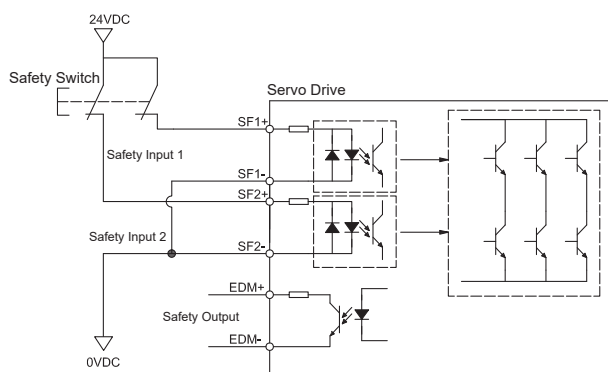 24VDC
Safety Switch
Servo Drive
SF1+
Safety Input 1
SF1-
SF2+
Safety Input 2
SF2-
EDM+
Safety Output
EDM-
0VDC